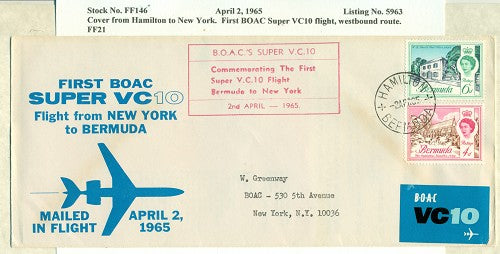 Stock No. FF146 April 2, 1965 Listing No. 5963
Cover from Hamilton to New York. First BOAC Super VC10 flight, westbound route.
FF21
B.O.A.C'S SUPER V.C.10
Commemorating The First
Super V.C.10 Flight
Bermuda to New York
2nd APRIL — 1965.
FIRST BOAC
SUPER VC10
Flight from NEW YORK
to BERMUDA
MAILED
IN FLIGHT
APRIL 2,
1965
HAMILTON
BERMUDA
6D
Bermuda
4D
W. Greenway
BOAC - 530 5th Avenue
New York, N.Y. 10036
BOAC
VC10